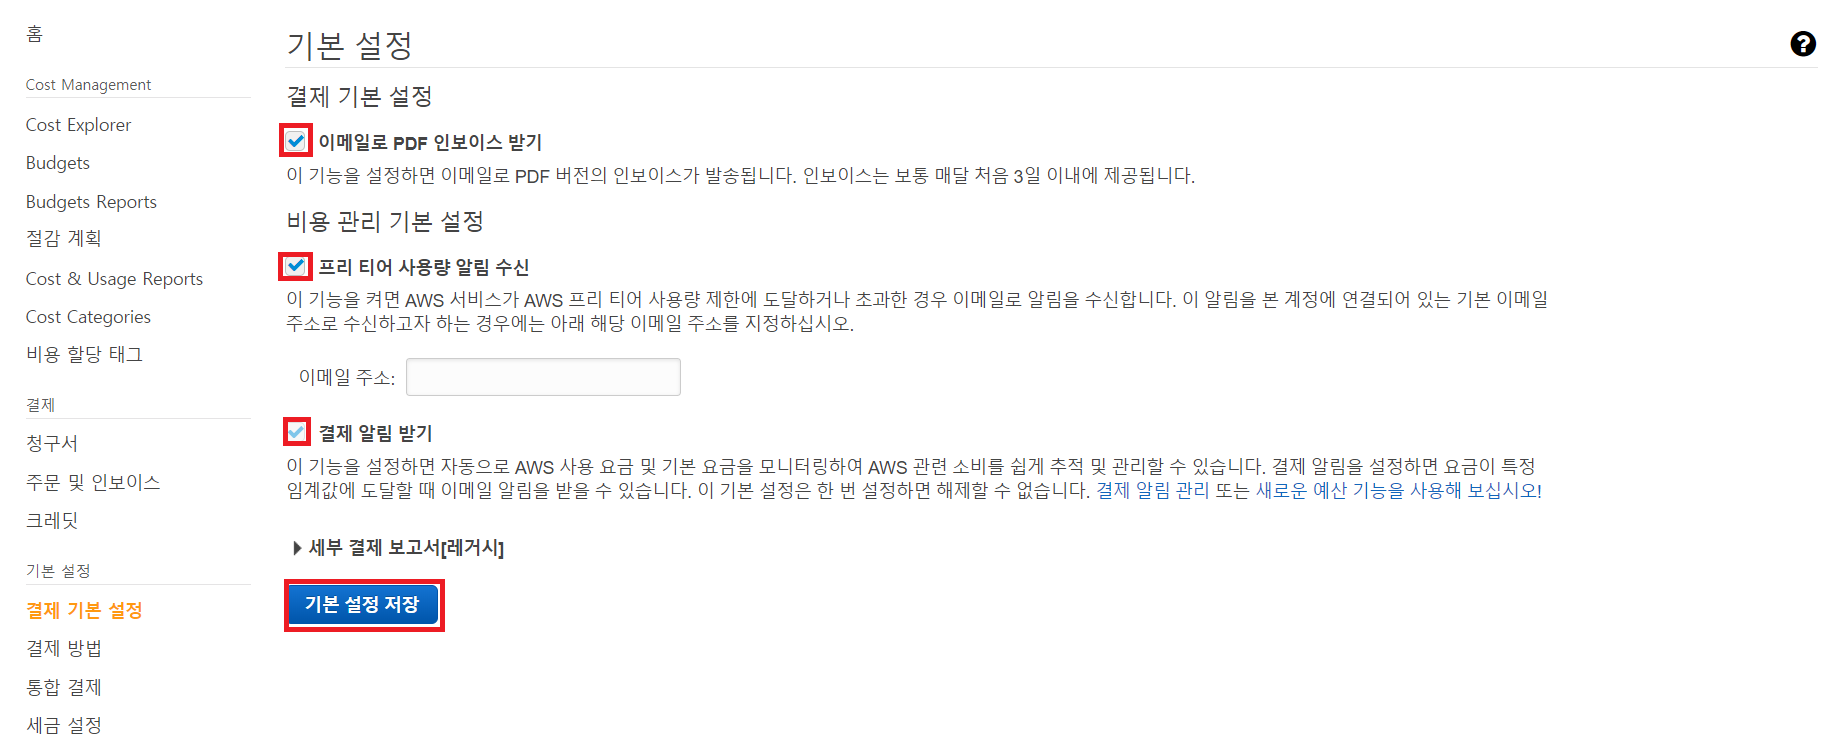 홈
Cost Management
Cost Explorer
Budgets
Budgets Reports
절감 계획
Cost & Usage Reports
Cost Categories
비용 할당 태그
결제
청구서
주문 및 인보이스
크레딧
기본 설정
결제 기본 설정
결제 방법
통합 결제
세금 설정
기본 설정
?
결제 기본 설정
이메일로 PDF 인보이스 받기
이 기능을 설정하면 이메일로 PDF 버전의 인보이스가 발송됩니다. 인보이스는 보통 매달 처음 3일 이내에 제공됩니다.
비용 관리 기본 설정
프리 티어 사용량 알림 수신
이 기능을 켜면 AWS 서비스가 AWS 프리 티어 사용량 제한에 도달하거나 초과한 경우 이메일로 알림을 수신합니다. 이 알림을 본 계정에 연결되어 있는 기본 이메일
주소로 수신하고자 하는 경우에는 아래 해당 이메일 주소를 지정하십시오.
이메일 주소:
결제 알림 받기
이 기능을 설정하면 자동으로 AWS 사용 요금 및 기본 요금을 모니터링하여 AWS 관련 소비를 쉽게 추적 및 관리할 수 있습니다. 결제 알림을 설정하면 요금이 특정
임계값에 도달할 때 이메일 알림을 받을 수 있습니다. 이 기본 설정은 한 번 설정하면 해제할 수 없습니다. 결제 알림 관리 또는 새로운 예산 기능을 사용해 보십시오!
세부 결제 보고서[레거시]
기본 설정 저장